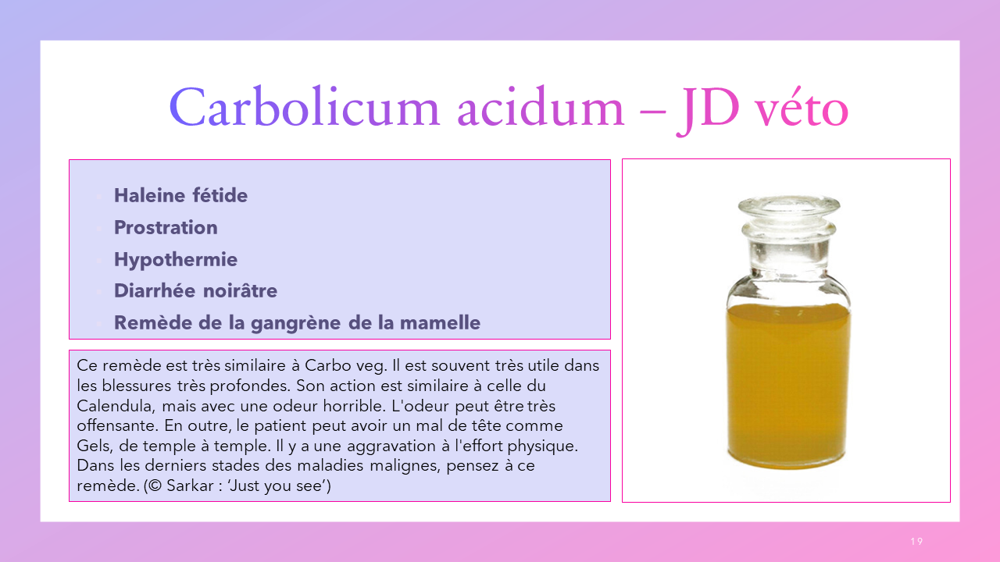 Carbolicum acidum – JD véto
Haleine fétide
Prostration
Hypothermie
Diarrhée noirâtre
Remède de la gangrène de la mamelle
Ce remède est très similaire à Carbo veg. Il est souvent très utile dans
les blessures très profondes. Son action est similaire à celle du
Calendula, mais avec une odeur horrible. L'odeur peut être très
offensante. En outre, le patient peut avoir un mal de tête comme
Gels, de temple à temple. Il y a une aggravation à l'effort physique.
Dans les derniers stades des maladies malignes, pensez à ce
remède. (© Sarkar : ‘Just you see’)
19